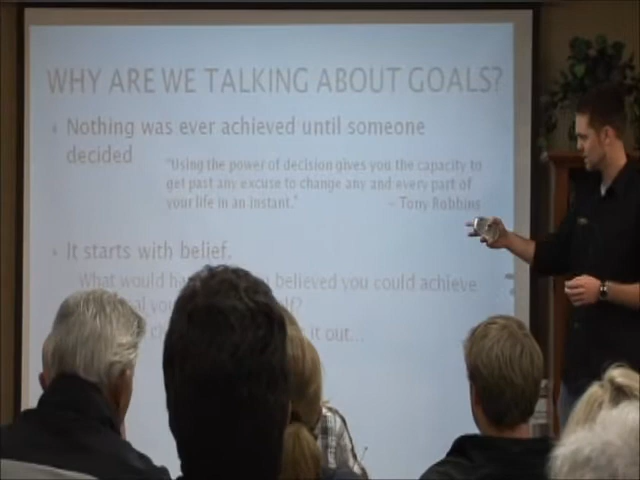 WHY ARE WE TALKING ABOUT GOALS?
Nothing was ever achieved until someone
decided
"Using the power of decision gives you the capacity to
get past any excuse to change any and every part of
your life in an instant."
- Tony Robbins
It starts with belief.
What would you believed you could achieve
it out...